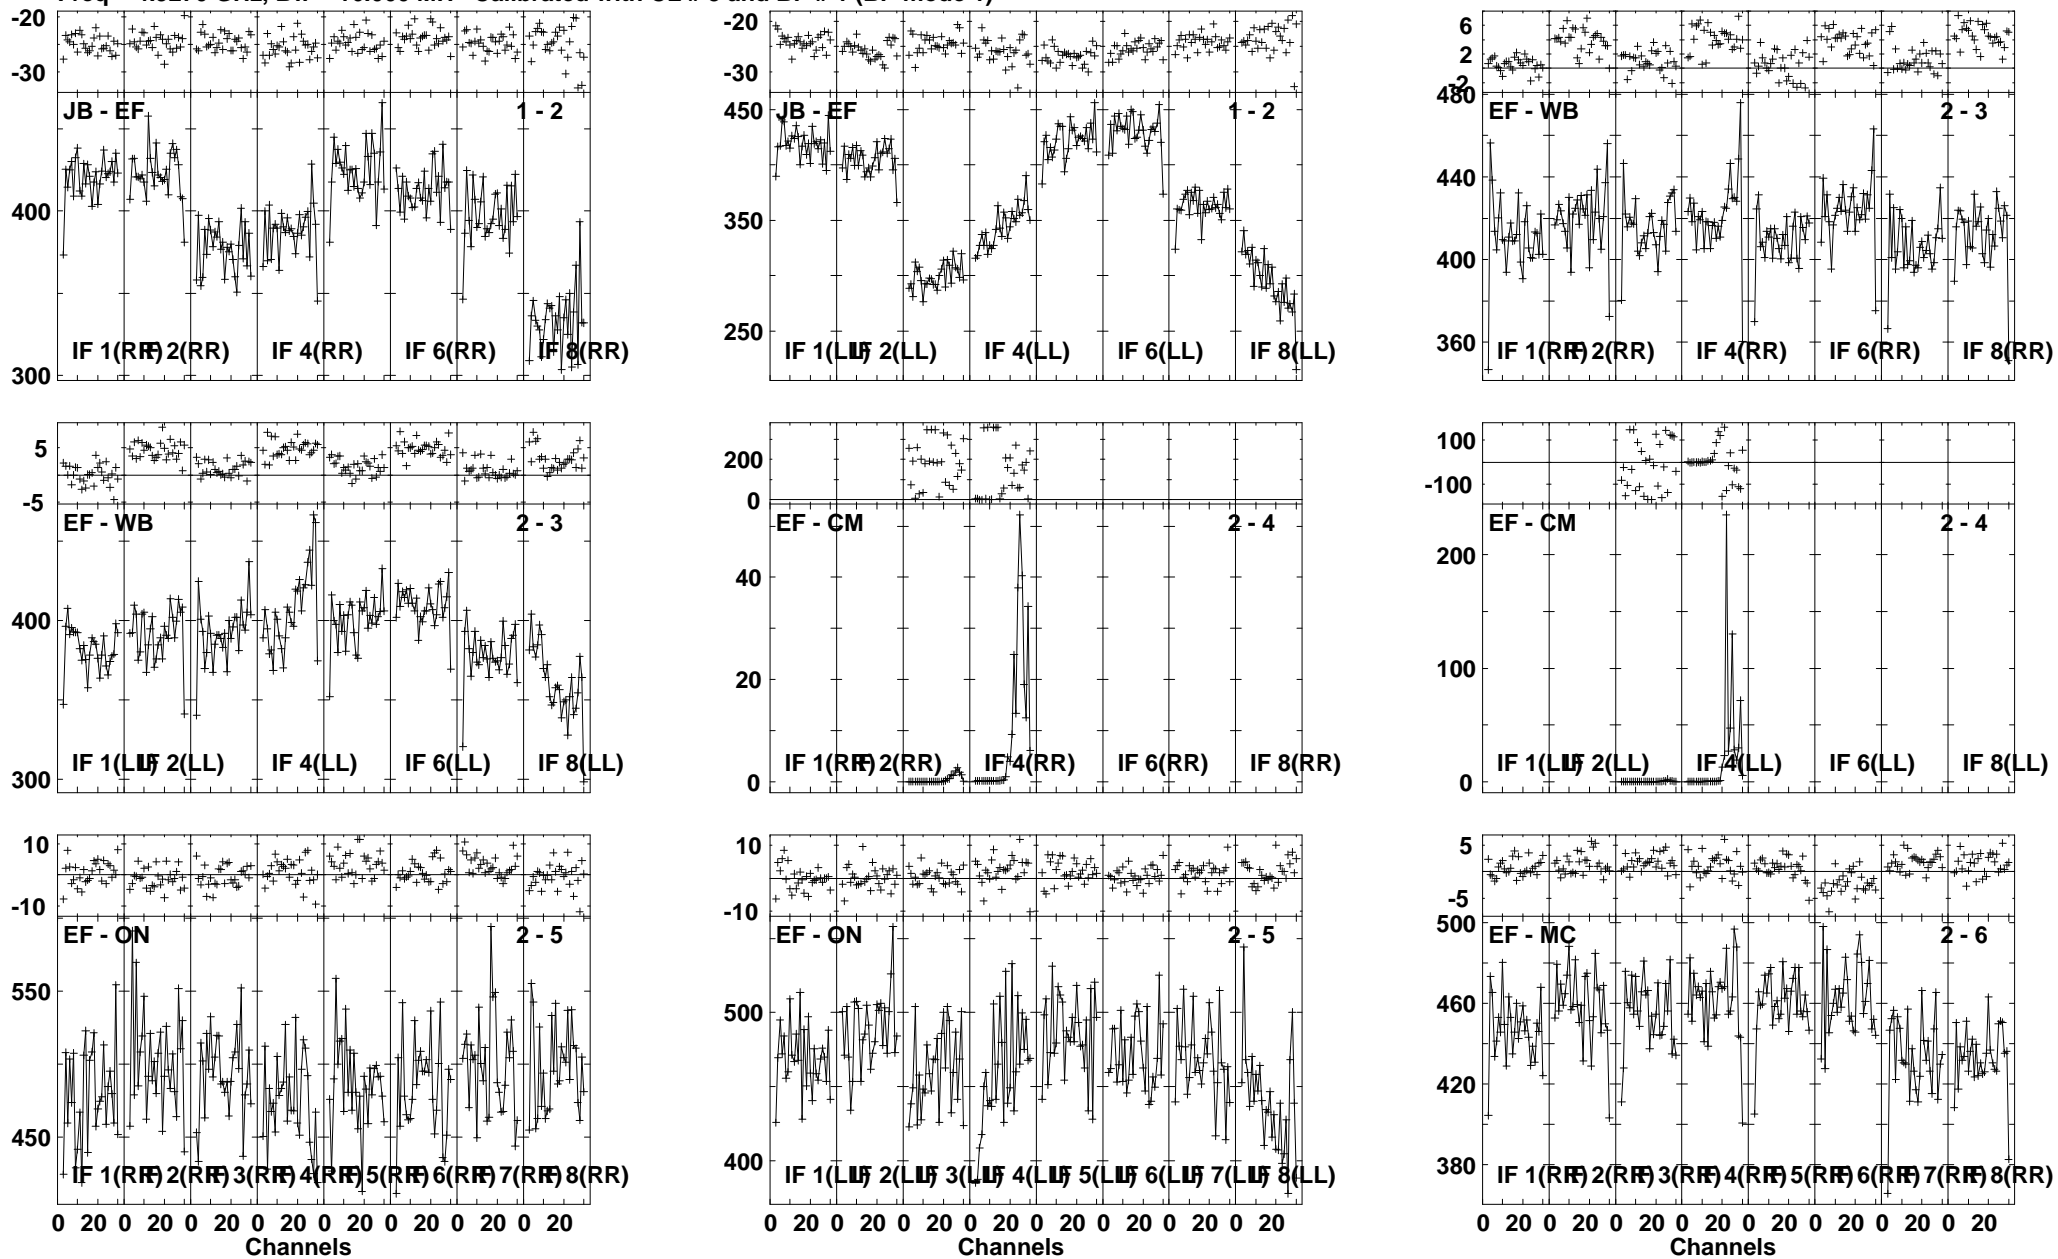 Freq GHz, Calibrated with and
-20
-30
JB - EF
1 - 2
400
300
IF 1(RR) IF 2(RR) IF 4(RR) IF 6(RR) IF 8(RR)
-20
-30
JB - EF
1 - 2
450
350
250
IF 1(LL) IF 2(LL) IF 4(LL) IF 6(LL) IF 8(LL)
6
2
-2
EF - WB
2 - 3
480
440
400
360
IF 1(RR) IF 2(RR) IF 4(RR) IF 6(RR) IF 8(RR)
5
-5
EF - WB
2 - 3
400
300
IF 1(LL) IF 2(LL) IF 4(LL) IF 6(LL) IF 8(LL)
200
0
EF - CM
2 - 4
40
20
0
IF 1(RR) IF 2(RR) IF 4(RR) IF 6(RR) IF 8(RR)
100
-100
EF - CM
2 - 4
200
100
0
IF 1(LL) IF 2(LL) IF 4(LL) IF 6(LL) IF 8(LL)
10
-10
EF - ON
2 - 5
550
450
IF 1(RR) IF 2(RR) IF 3(RR) IF 4(RR) IF 5(RR) IF 6(RR) IF 7(RR) IF 8(RR)
0 20 0 20 0 20 0 20 0 20 0 20 0 20 0 20
Channels
10
-10
EF - ON
2 - 5
500
400
IF 1(LL) IF 2(LL) IF 3(LL) IF 4(LL) IF 5(LL) IF 6(LL) IF 7(LL) IF 8(LL)
0 20 0 20 0 20 0 20 0 20 0 20 0 20 0 20
Channels
5
-5
EF - MC
2 - 6
500
460
420
380
IF 1(RR) IF 2(RR) IF 3(RR) IF 4(RR) IF 5(RR) IF 6(RR) IF 7(RR) IF 8(RR)
0 20 0 20 0 20 0 20 0 20 0 20 0 20 0 20
Channels